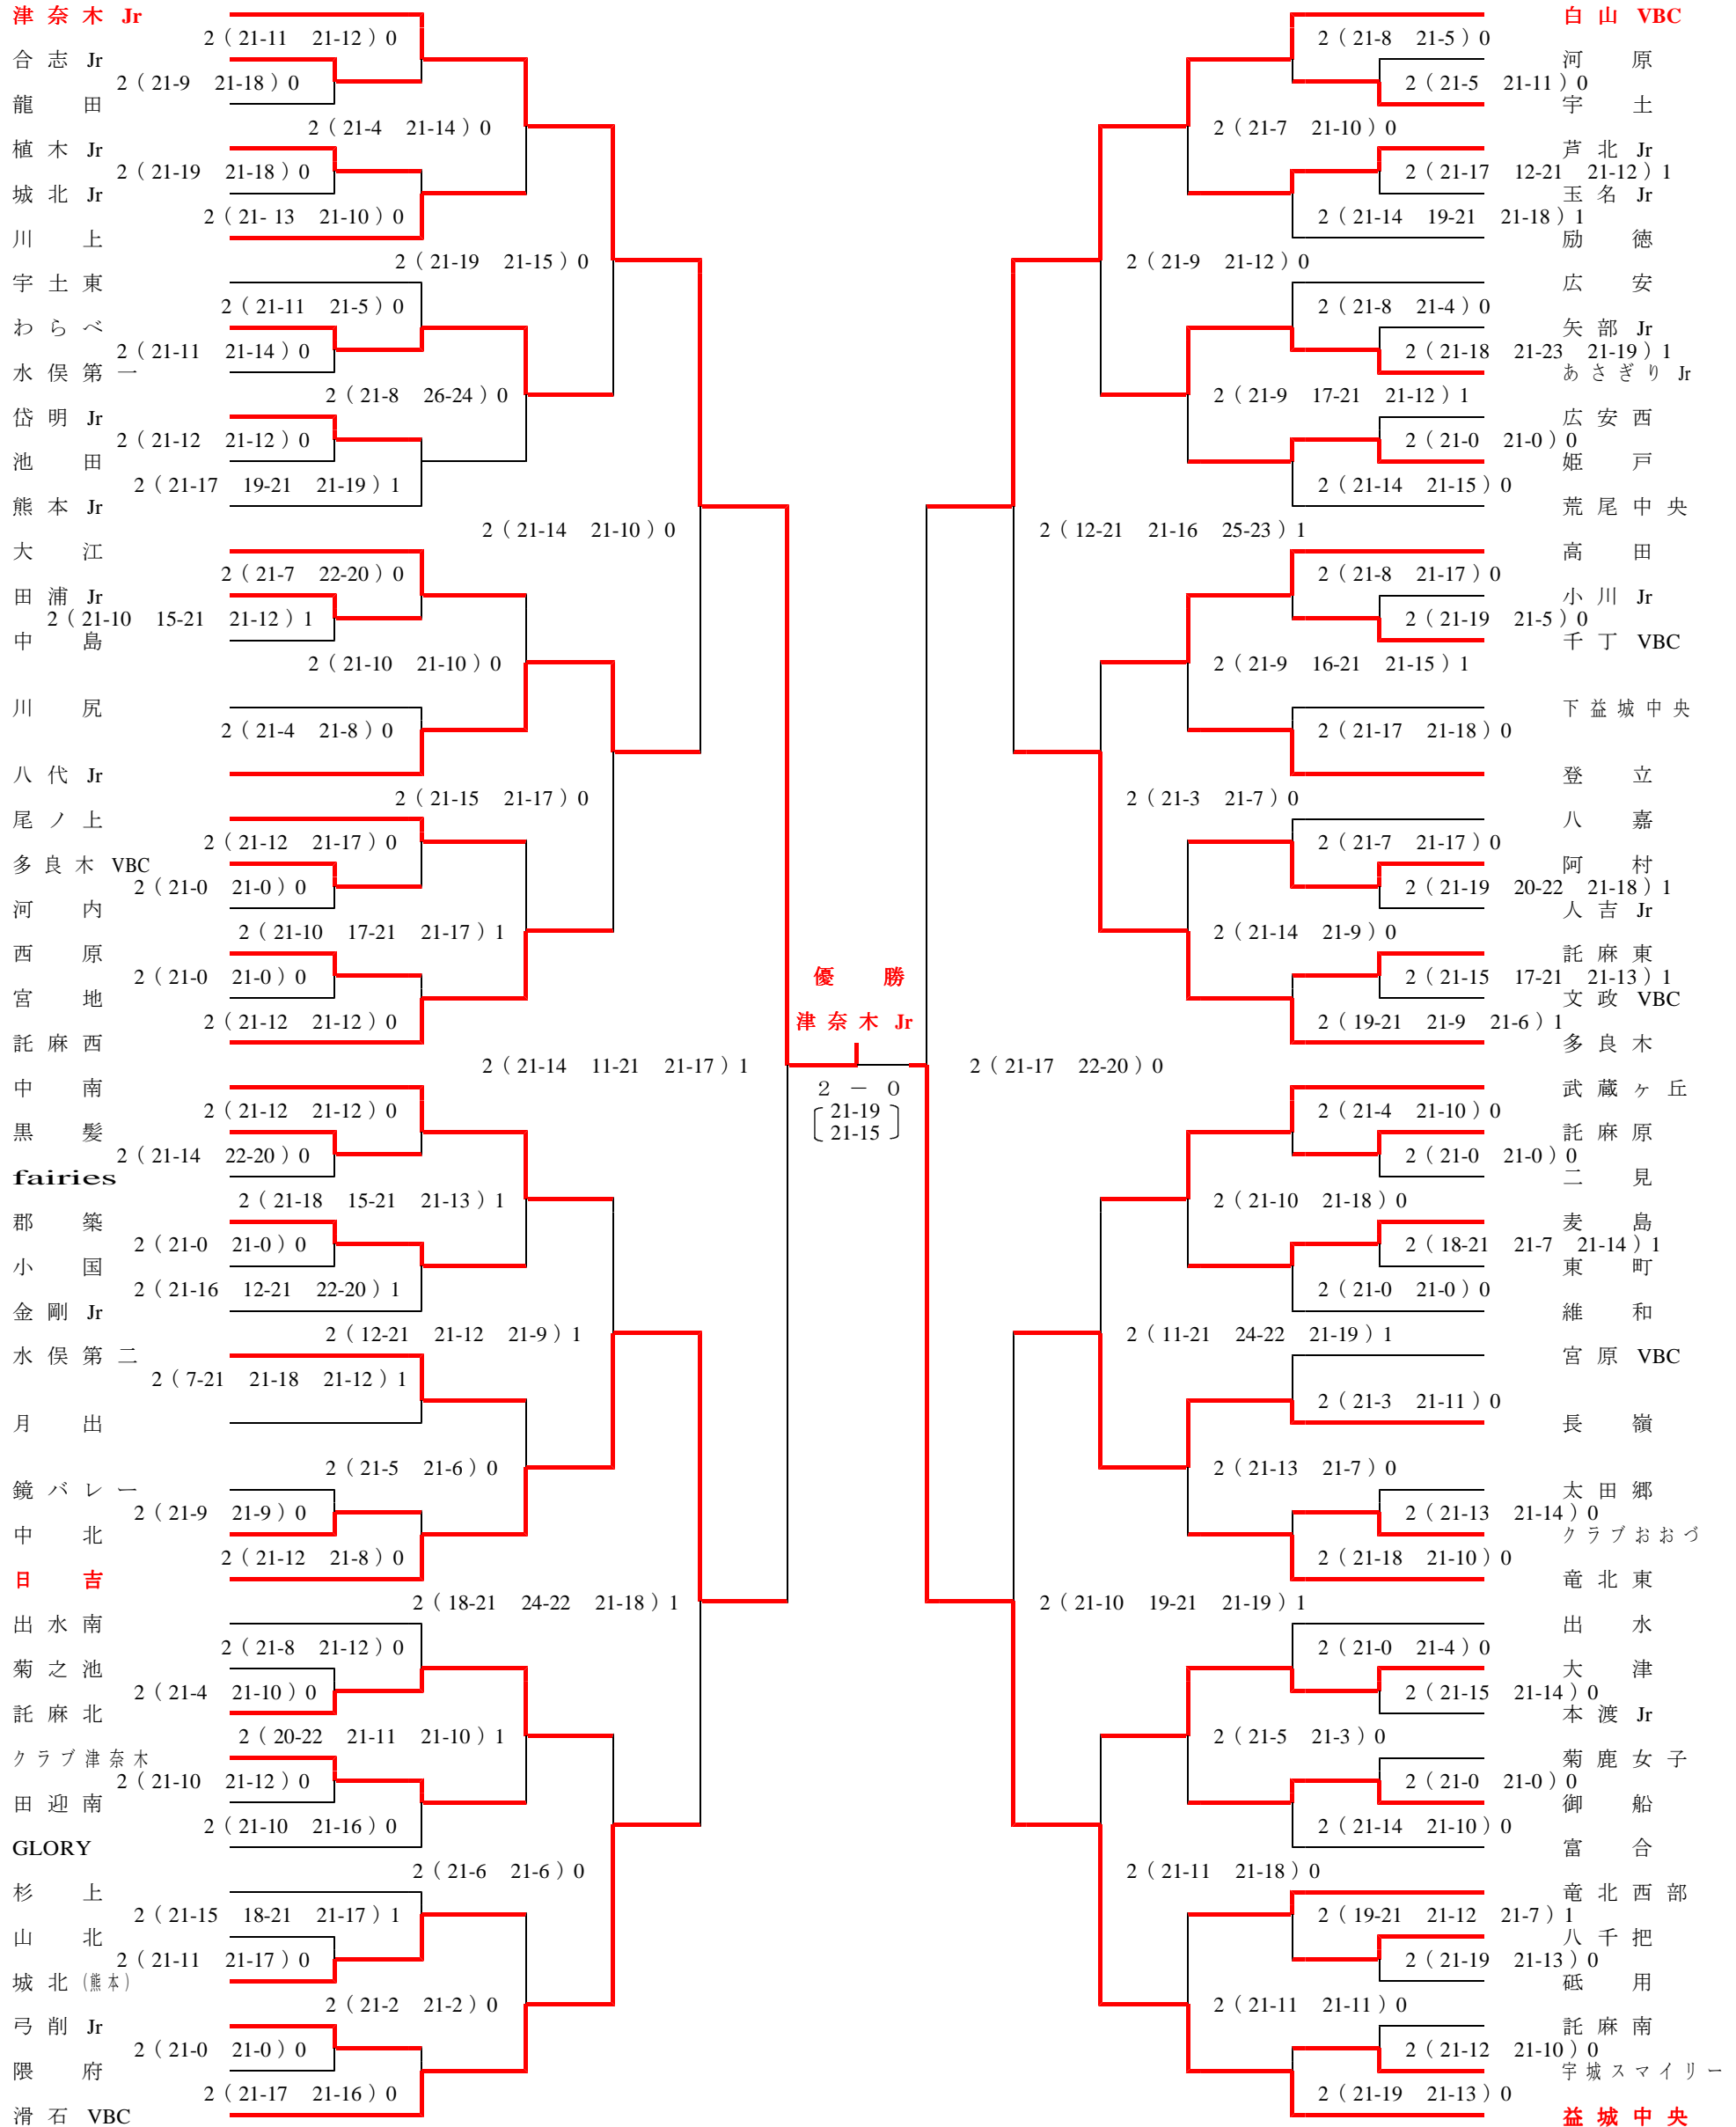 津奈木 Jr
2（21-11 21-12）0
合志 Jr
2（21-9 21-18）0
龍田
2（21-4 21-14）0
植木 Jr
2（21-19 21-18）0
城北 Jr
2（21- 13 21-10）0
川上
2（21-19 21-15）0
宇土東
2（21-11 21-5）0
わらべ
2（21-11 21-14）0
水俣第一
2（21-8 26-24）0
岱明 Jr
2（21-12 21-12）0
池田
2（21-17 19-21 21-19）1
熊本 Jr
2（21-14 21-10）0
大江
2（21-7 22-20）0
田浦 Jr
2（21-10 15-21 21-12）1
中島
2（21-10 21-10）0
川尻
2（21-4 21-8）0
八代 Jr
2（21-15 21-17）0
尾ノ上
2（21-12 21-17）0
多良木 VBC
2（21-0 21-0）0
河内
2（21-10 17-21 21-17）1
西原
2（21-0 21-0）0
宮地
2（21-12 21-12）0
託麻西
2（21-14 11-21 21-17）1
中南
2（21-12 21-12）0
黒髪
2（21-14 22-20）0
fairies
2（21-18 15-21 21-13）1
郡築
2（21-0 21-0）0
小国
2（21-16 12-21 22-20）1
金剛 Jr
2（12-21 21-12 21-9）1
水俣第二
2（7-21 21-18 21-12）1
月出
2（21-5 21-6）0
鏡バレー
2（21-9 21-9）0
中北
2（21-12 21-8）0
日吉
2（18-21 24-22 21-18）1
出水南
2（21-8 21-12）0
菊之池
2（21-4 21-10）0
託麻北
2（20-22 21-11 21-10）1
クラブ津奈木
2（21-10 21-12）0
田迎南
2（21-10 21-16）0
GLORY
2（21-6 21-6）0
杉上
2（21-15 18-21 21-17）1
山北
2（21-11 21-17）0
城北(熊本)
2（21-2 21-2）0
弓削 Jr
2（21-0 21-0）0
隈府
2（21-17 21-16）0
滑石 VBC
優勝
津奈木 Jr
2 － 0
21-19
21-15
白山 VBC
2（21-8 21-5）0
河原
2（21-5 21-11）0
宇土
2（21-7 21-10）0
芦北 Jr
2（21-17 12-21 21-12）1
玉名 Jr
2（21-14 19-21 21-18）1
励徳
2（21-9 21-12）0
広安
2（21-8 21-4）0
矢部 Jr
2（21-18 21-23 21-19）1
あさぎり Jr
2（21-9 17-21 21-12）1
広安西
2（21-0 21-0）0
姫戸
2（21-14 21-15）0
荒尾中央
2（12-21 21-16 25-23）1
高田
2（21-8 21-17）0
小川 Jr
2（21-19 21-5）0
千丁 VBC
2（21-9 16-21 21-15）1
下益城中央
2（21-17 21-18）0
登立
2（21-3 21-7）0
八嘉
2（21-7 21-17）0
阿村
2（21-19 20-22 21-18）1
人吉 Jr
2（21-14 21-9）0
託麻東
2（21-15 17-21 21-13）1
文政 VBC
2（19-21 21-9 21-6）1
多良木
2（21-17 22-20）0
武蔵ヶ丘
2（21-4 21-10）0
託麻原
2（21-0 21-0）0
二見
2（21-10 21-18）0
麦島
2（18-21 21-7 21-14）1
東町
2（21-0 21-0）0
維和
2（11-21 24-22 21-19）1
宮原 VBC
2（21-3 21-11）0
長嶺
2（21-13 21-7）0
太田郷
2（21-13 21-14）0
クラブおおづ
2（21-18 21-10）0
竜北東
2（21-10 19-21 21-19）1
出水
2（21-0 21-4）0
大津
2（21-15 21-14）0
本渡 Jr
2（21-5 21-3）0
菊鹿女子
2（21-0 21-0）0
御船
2（21-14 21-10）0
富合
2（21-11 21-18）0
竜北西部
2（19-21 21-12 21-7）1
八千把
2（21-19 21-13）0
砥用
2（21-11 21-11）0
託麻南
2（21-12 21-10）0
宇城スマイリー
2（21-19 21-13）0
益城中央